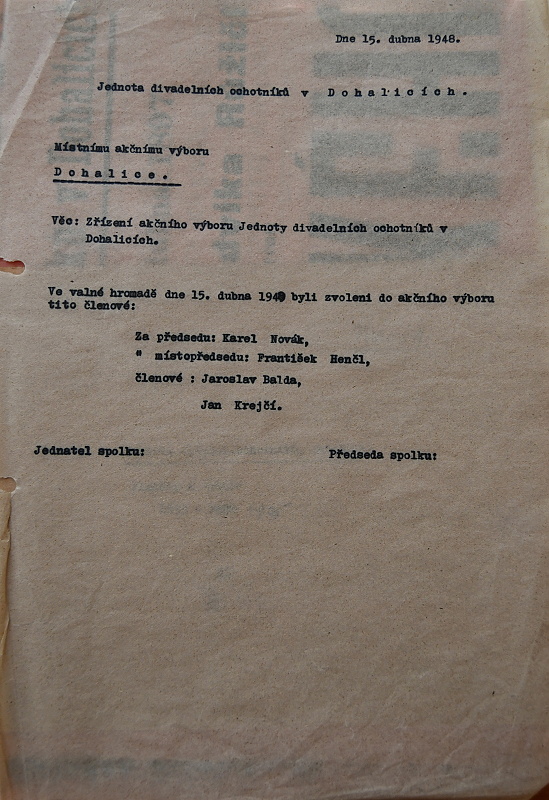 Dne 15. dubna 1948.
Jednota divadelních ochotníků v D o h a l i c í c h .
Místnímu akčnímu výboru
D o h a l i c e .
Věc: Zřízení akčního výboru Jednoty divadelních ochotníků v
Dohalicích.
Ve valné hromadě dne 15. dubna 1948 byli zvoleni do akčního výboru
tito členové:
Za předsedu: Karel Novák,
" místopředsedu: František Henčl,
členové : Jaroslav Balda,
Jan Krejčí.
Jednatel spolku:
Předseda spolku: